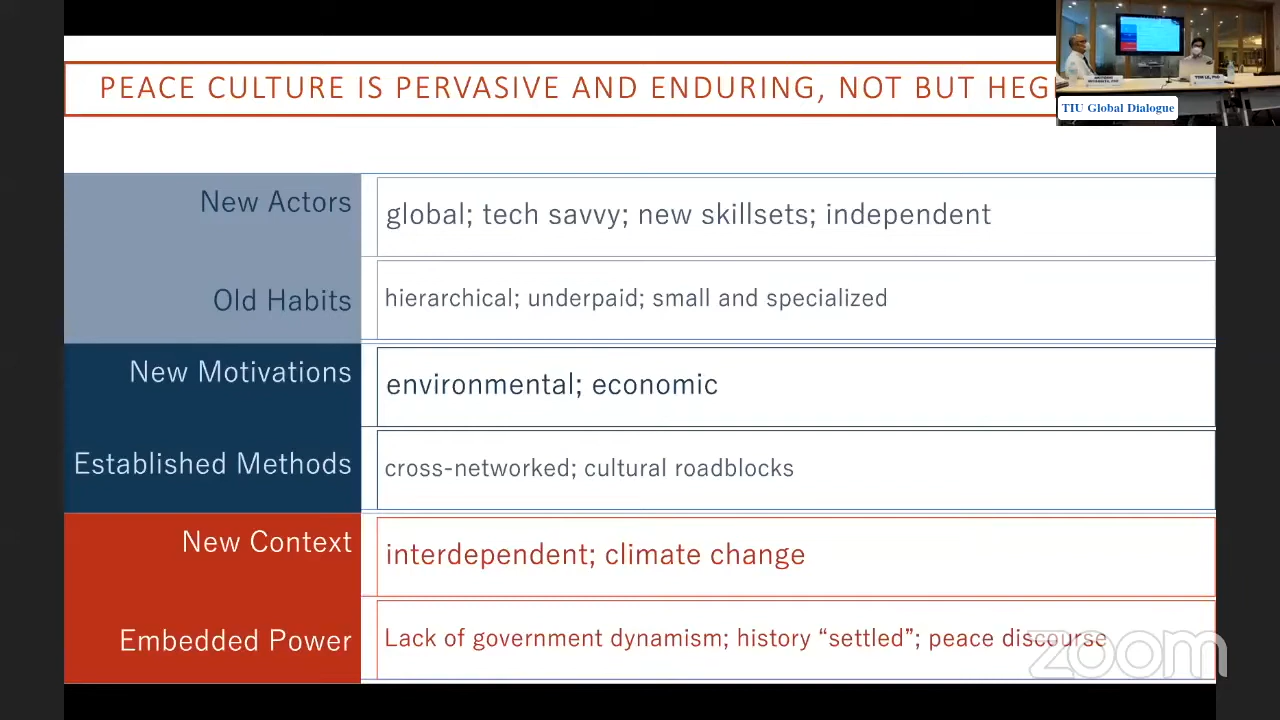 PEACE CULTURE IS PERVASIVE AND ENDURING, NOT BUT HEG
TIU Global Dialogue
New Actors
global; tech savvy; new skillsets; independent
Old Habits
hierarchical; underpaid; small and specialized
New Motivations
environmental; economic
Established Methods
cross-networked; cultural roadblocks
New Context
interdependent; climate change
Embedded Power
Lack of government dynamism; history “settled”; peace discourse
zoom